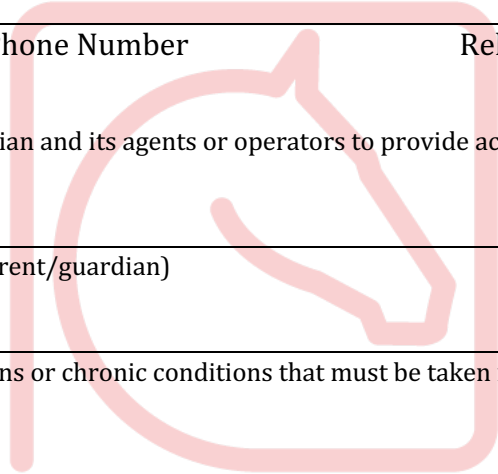 hone Number Rel
ian and its agents or operators to provide ac
rent/guardian)
ns or chronic conditions that must be taken